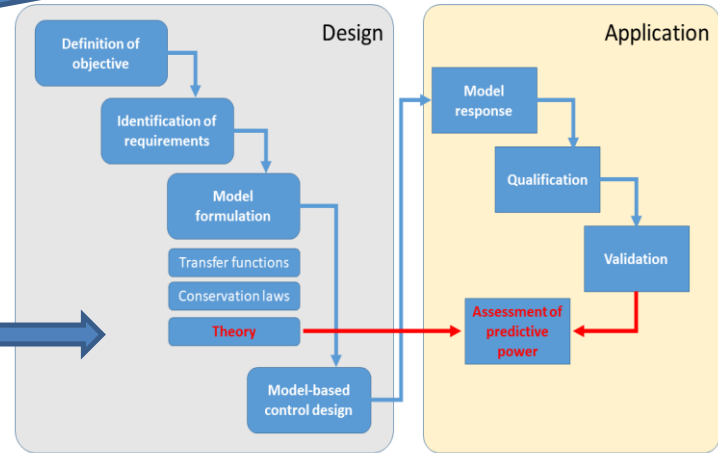 Design
Definition of
objective
Identification of
requirements
Model
formulation
Transfer functions
Conservation laws
Theory
Model-based
control design
Application
Model
response
Qualification
Validation
Assessment of
predictive
power